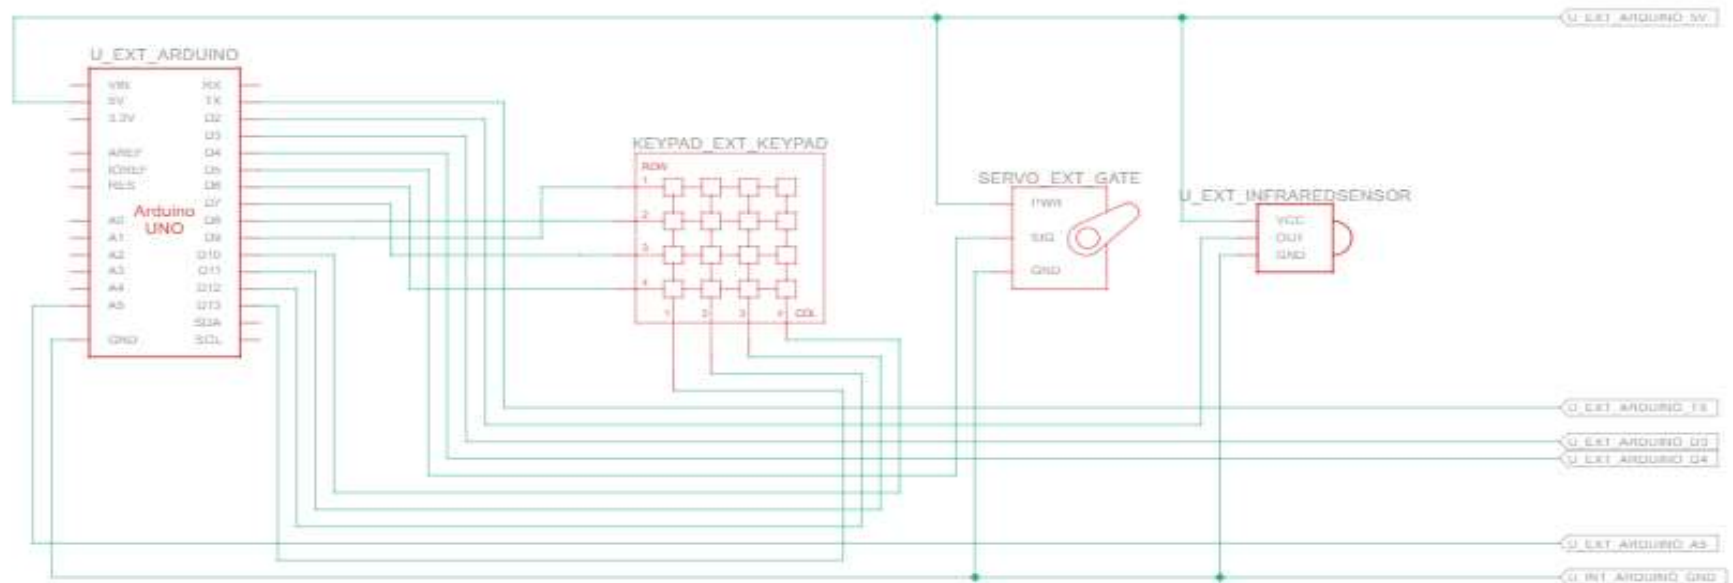 U_EXT_ARDUINO_5V
U_EXT_ARDUINO
VIN
5V
3.3V
AREF
IOREF
RES
A0
A1
A2
A3
A4
A5
GND
Arduino
UNO
RX
TX
D2
D3
D4
D5
D6
D7
D8
D9
D10
D11
D12
D13
SDA
SCL
KEYPAD_EXT_KEYPAD
ROW
1
2
3
4
1 2 3 4 COL
SERVO_EXT_GATE
PWR
SIG
GND
U_EXT_INFRAREDSENSOR
VCC
OUT
GND
U_EXT_ARDUINO_TX
U_EXT_ARDUINO_D3
U_EXT_ARDUINO_D4
U_EXT_ARDUINO_A5
U_INT_ARDUINO_GND